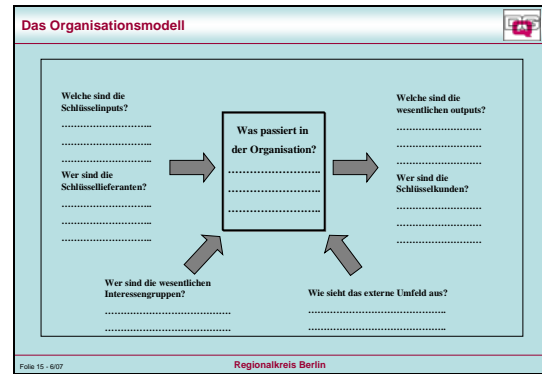 Das Organisationsmodell
DGQ
Welche sind die
Schlüsselinputs?
..............................
..............................
..............................
Wer sind die
Schlüssellieferanten?
..............................
..............................
..............................
Was passiert in
der Organisation?
..............................
..............................
..............................
Welche sind die
wesentlichen outputs?
............................
............................
............................
Wer sind die
Schlüsselkunden?
............................
............................
............................
Wer sind die wesentlichen
Interessengruppen?
..........................................
..........................................
Wie sieht das externe Umfeld aus?
..............................................
..............................................
Folie 15 - 6/07
Regionalkreis Berlin